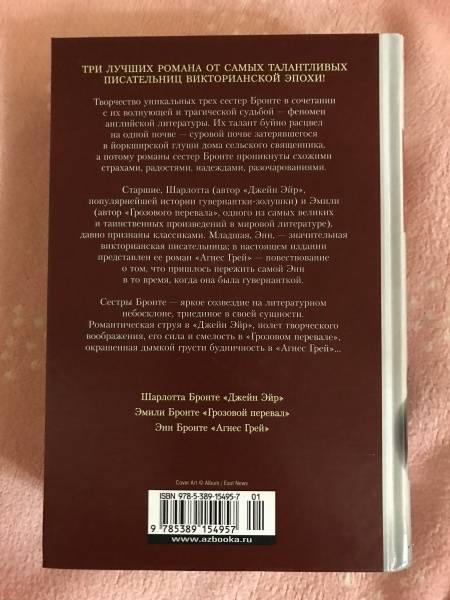 ТРИ ЛУЧШИХ РОМАНА ОТ САМЫХ ТАЛАНТЛИВЫХ
ПИСАТЕЛЬНИЦ ВИКТОРИАНСКОЙ ЭПОХИ!
Творчество уникальных трех сестер Бронте в сочетании
с их волнующей и трагической судьбой — феномен
английской литературы. Их талант буйно расцвел
на одной почве — суровой почве затерявшегося
в йоркширской глуши дома сельского священника,
а потому романы сестер Бронте проникнуты схожими
страхами, радостями, надеждами, разочарованиями.
Старшие, Шарлотта (автор «Джейн Эйр»,
популярнейшей истории гувернантки-золушки) и Эмили
(автор «Грозового перевала», одного из самых великих
и таинственных произведений в мировой литературе),
давно признаны классиками. Младшая, Энн, — значительная
викторианская писательница; в настоящем издании
представлен ее роман «Агнес Грей» — повествование
о том, что пришлось пережить самой Энн
в то время, когда она была гувернанткой.
Сестры Бронте — яркое созвездие на литературном
небосклоне, триединое в своей сущности.
Романтическая струя в «Джейн Эйр», полет творческого
воображения, его сила и смелость в «Грозовом перевале»,
окрашенная дымкой грусти будничность в «Агнес Грей»...
Шарлотта Бронте «Джейн Эйр»
Эмили Бронте «Грозовой перевал»
Энн Бронте «Агнес Грей»
Cover Art © Album / East News
ISBN 978-5-389-15495-7
01
9 785389 154957
www.azbooka.ru